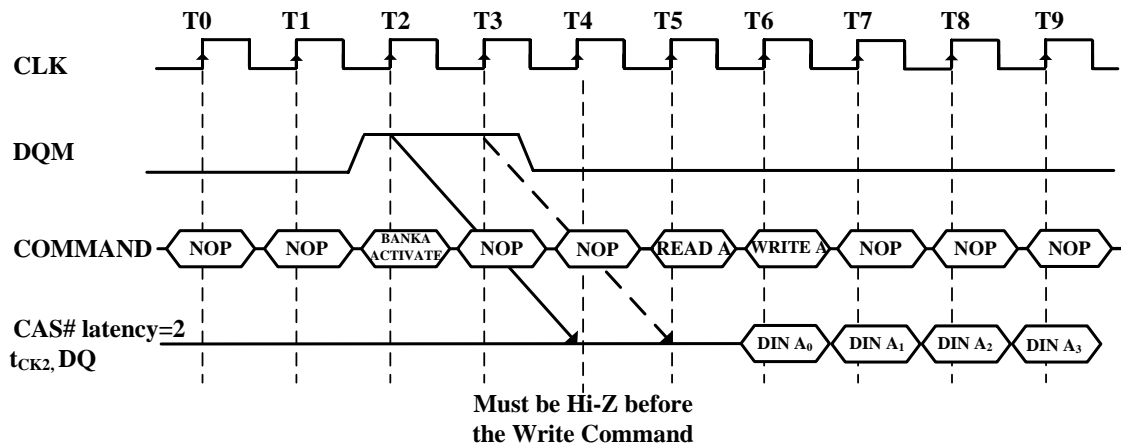 T0 T1 T2 T3 T4 T5 T6 T7 T8 T9
CLK
DQM
COMMAND NOP NOP BANKA ACTIVATE NOP NOP READ A WRITE A NOP NOP NOP
CAS# latency=2
tCK2, DQ DIN A0 DIN A1 DIN A2 DIN A3
Must be Hi-Z before
the Write Command